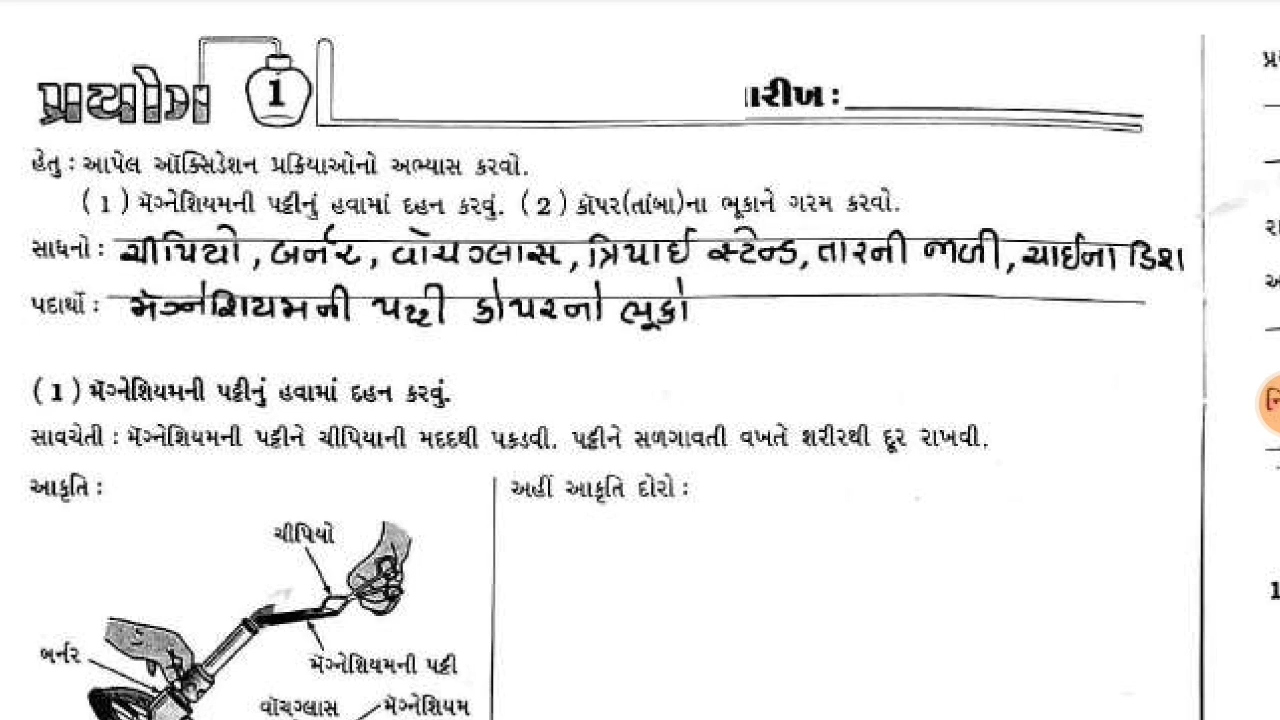 પ્રયોગ 1
હેતુ : આપેલ ઑક્સિડેશન પ્રક્રિયાઓનો અભ્યાસ કરવો.
(1) મૅગ્નેશિયમની પટ્ટીનું હવામાં દહન કરવું. (2) કૉપર(તાંબા)ના ભૂકાને ગરમ કરવો.
સાધનો : ચીપિયો, બર્નર, વૉચગ્લાસ, ત્રિપાઈ સ્ટેન્ડ, તારની જાળી, ચાઈના ડિશ
પદાર્થો : મૅગ્નેશિયમની પટ્ટી કોપરનો ભૂકો
(1) મૅગ્નેશિયમની પટ્ટીનું હવામાં દહન કરવું.
સાવચેતી : મૅગ્નેશિયમની પટ્ટીને ચીપિયાની મદદથી પકડવી. પટ્ટીને સળગાવતી વખતે શરીરથી દૂર રાખવી.
આકૃતિ :
અહીં આકૃતિ દોરો :
ચીપિયો
બર્નર
મૅગ્નેશિયમની પટ્ટી
વૉચગ્લાસ
મૅગ્નેશિયમ